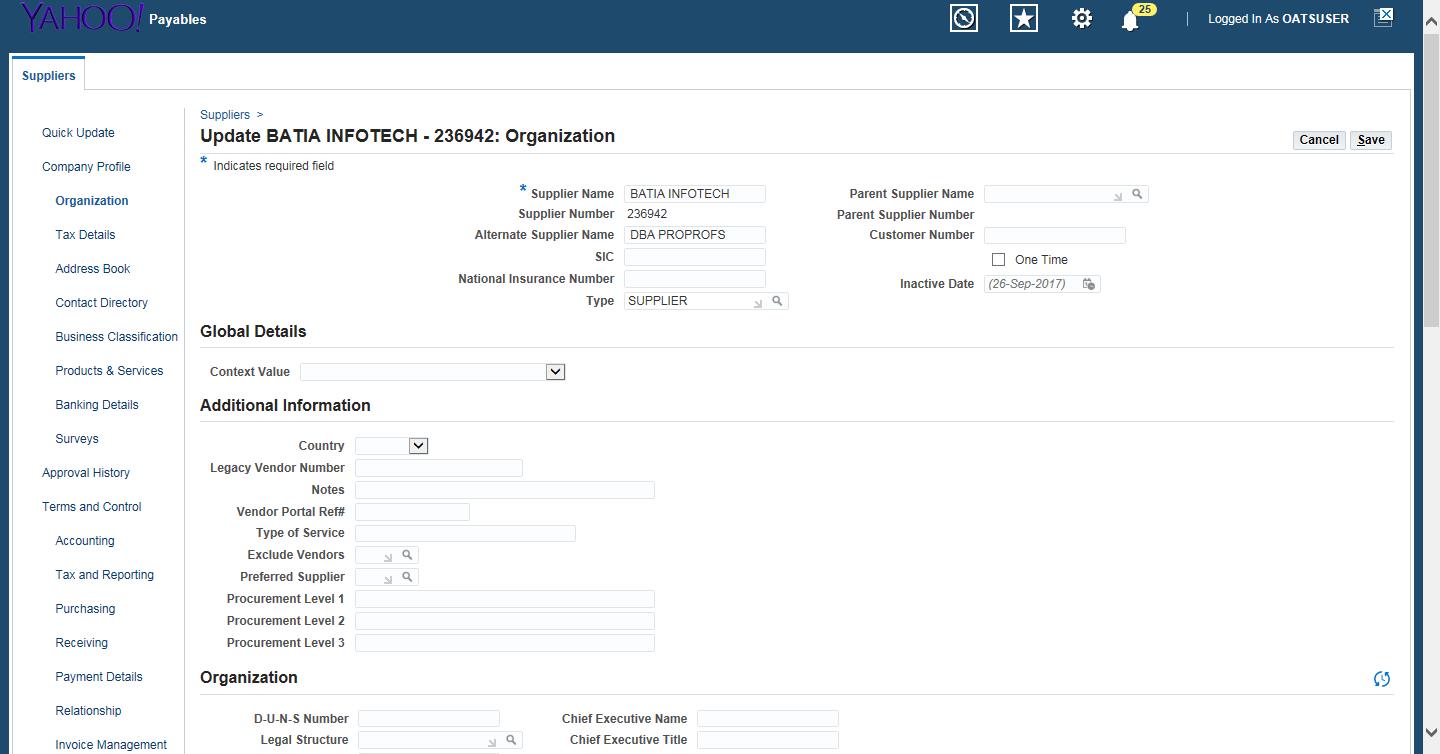 YAHOO! Payables
25
Logged In As OATSUSER
Suppliers
Quick Update
Company Profile
Organization
Tax Details
Address Book
Contact Directory
Business Classification
Products & Services
Banking Details
Surveys
Approval History
Terms and Control
Accounting
Tax and Reporting
Purchasing
Receiving
Payment Details
Relationship
Invoice Management
Suppliers >
Update BATIA INFOTECH - 236942: Organization
Cancel Save
* Indicates required field
* Supplier Name BATIA INFOTECH
Supplier Number 236942
Alternate Supplier Name DBA PROPROFS
SIC
National Insurance Number
Type SUPPLIER
Parent Supplier Name
Parent Supplier Number
Customer Number
One Time
Inactive Date (26-Sep-2017)
Global Details
Context Value
Additional Information
Country
Legacy Vendor Number
Notes
Vendor Portal Ref#
Type of Service
Exclude Vendors
Preferred Supplier
Procurement Level 1
Procurement Level 2
Procurement Level 3
Organization
D-U-N-S Number
Legal Structure
Chief Executive Name
Chief Executive Title